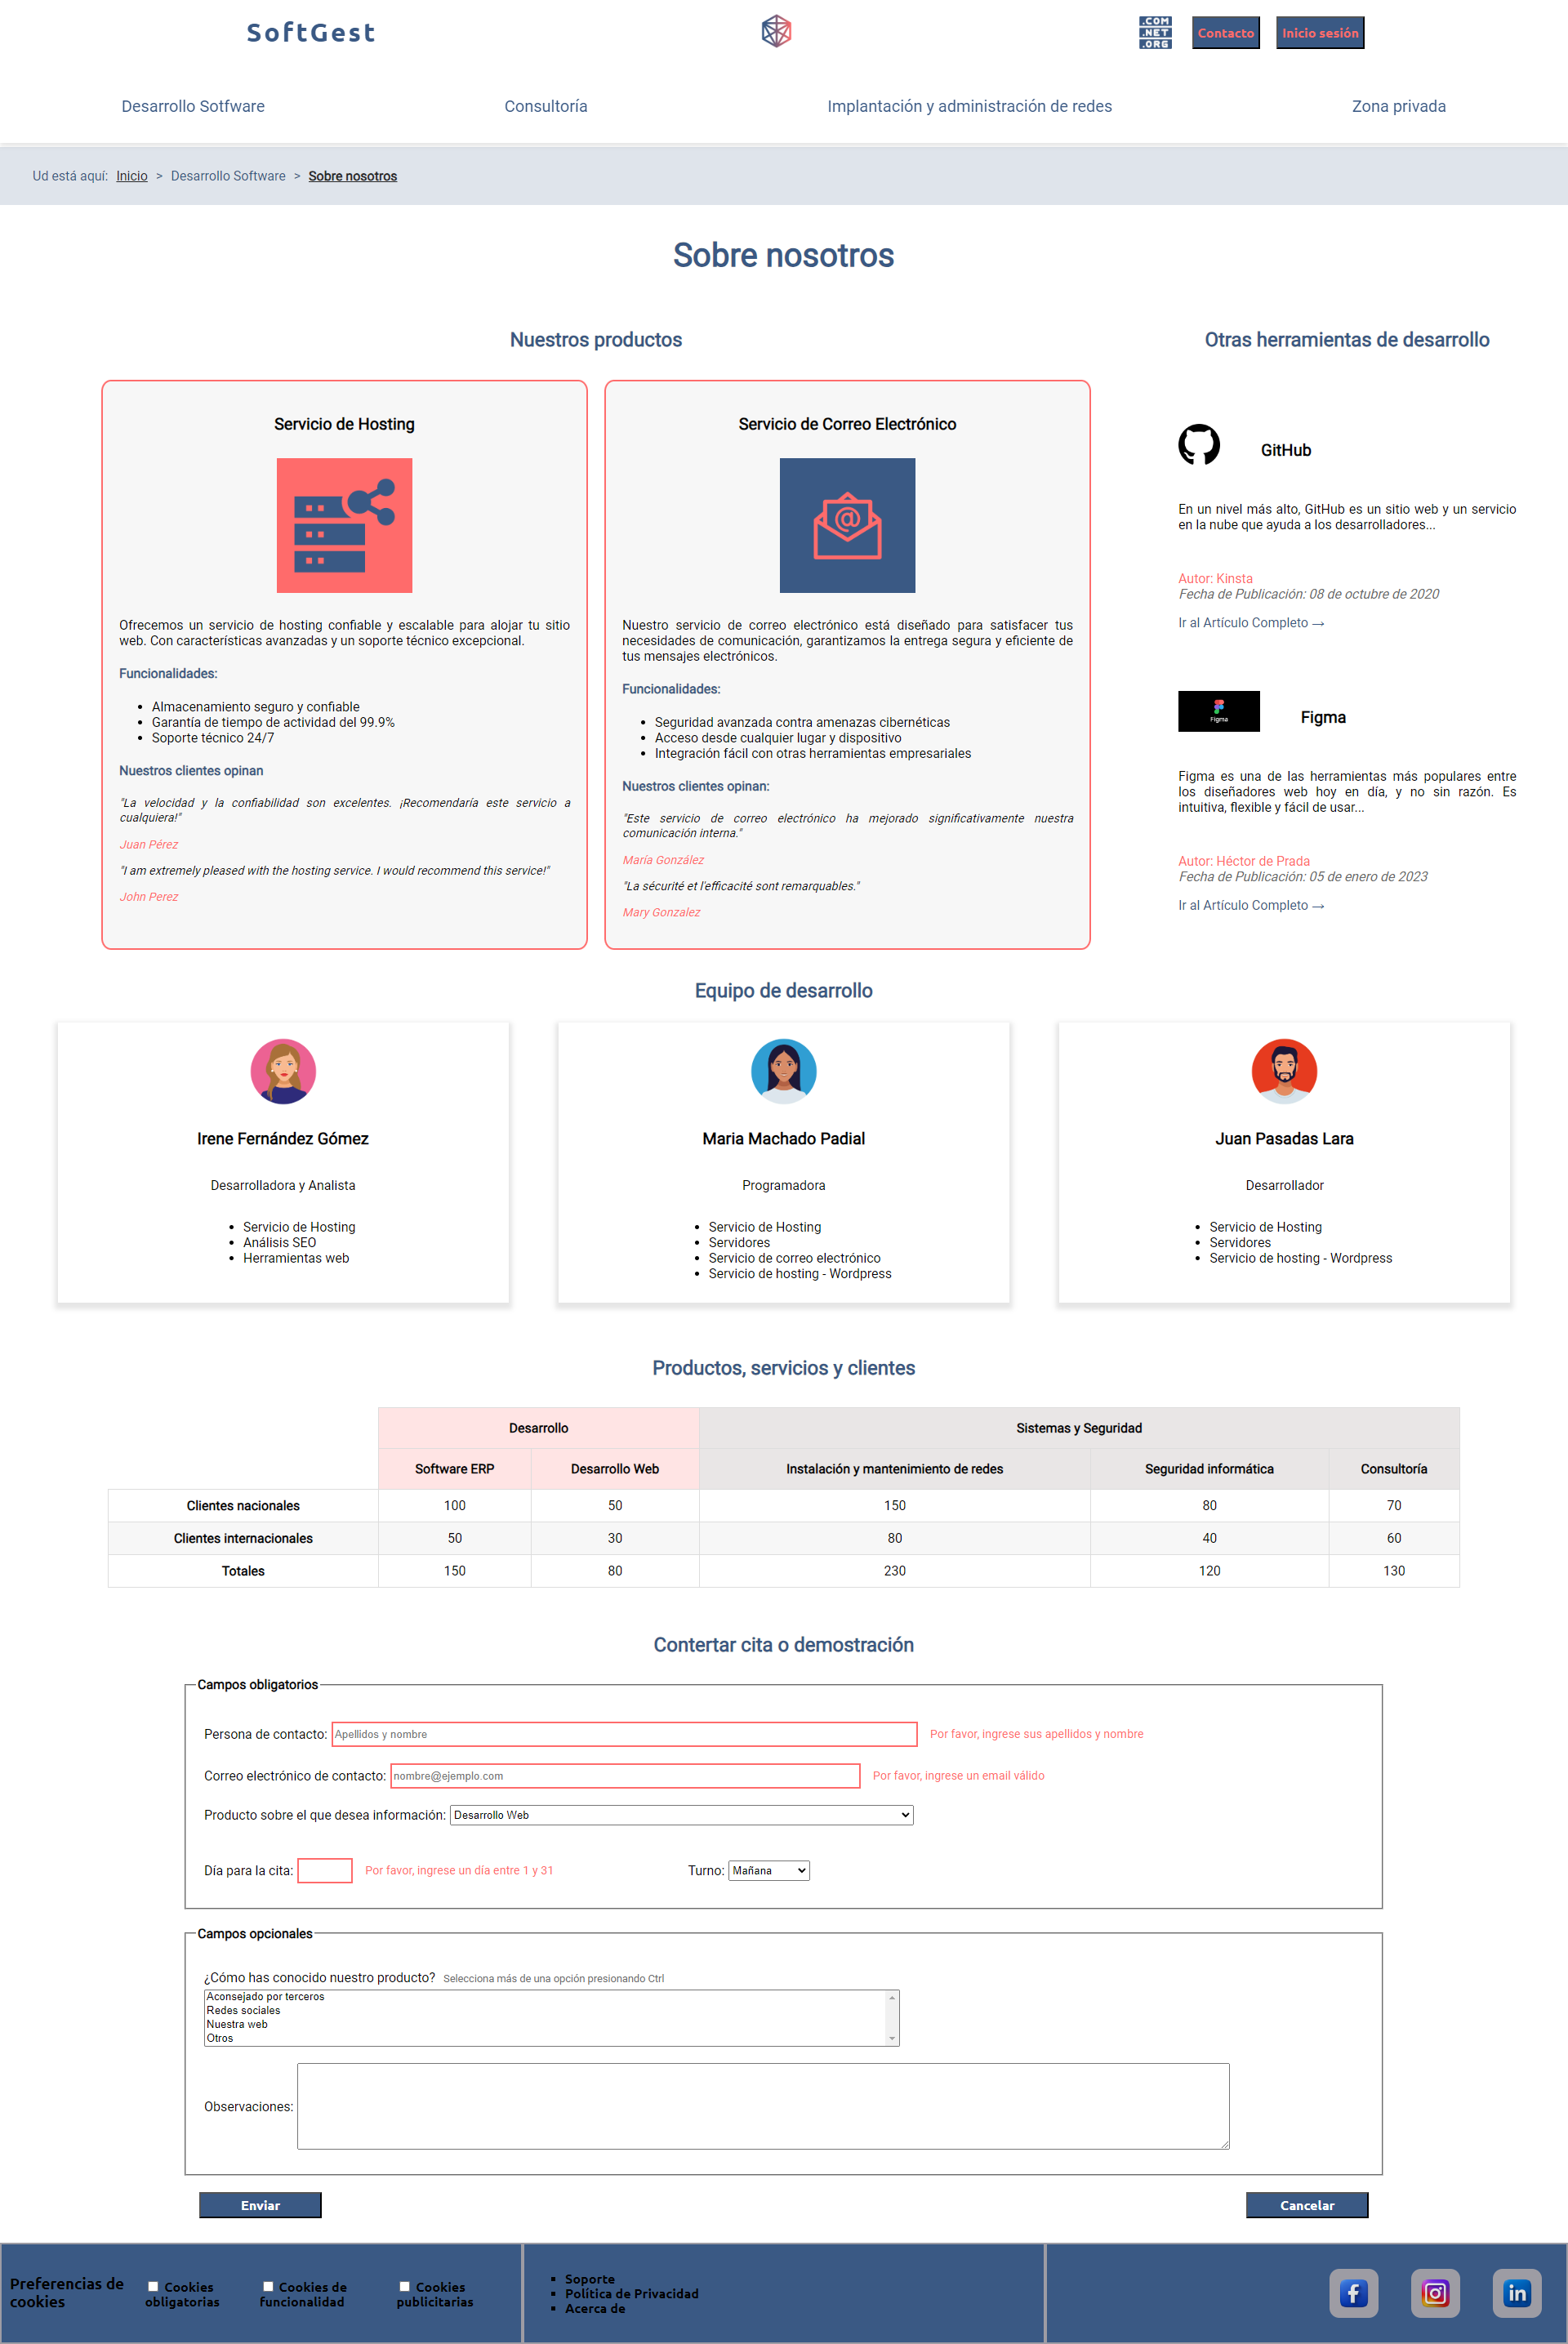 SoftGest
.COM
.NET
.ORG
Contacto
Inicio sesión
Desarrollo Sotfware
Consultoría
Implantación y administración de redes
Zona privada
Ud está aquí: Inicio > Desarrollo Software > Sobre nosotros
Sobre nosotros
Nuestros productos
Servicio de Hosting
Ofrecemos un servicio de hosting confiable y escalable para alojar tu sitio
web. Con características avanzadas y un soporte técnico excepcional.
Funcionalidades:
• Almacenamiento seguro y confiable
• Garantía de tiempo de actividad del 99.9%
• Soporte técnico 24/7
Nuestros clientes opinan
"La velocidad y la confiabilidad son excelentes. ¡Recomendaría este servicio a
cualquiera!"
Juan Pérez
"I am extremely pleased with the hosting service. I would recommend this service!"
John Perez
Servicio de Correo Electrónico
@
Nuestro servicio de correo electrónico está diseñado para satisfacer tus
necesidades de comunicación, garantizamos la entrega segura y eficiente de
tus mensajes electrónicos.
Funcionalidades:
• Seguridad avanzada contra amenazas cibernéticas
• Acceso desde cualquier lugar y dispositivo
• Integración fácil con otras herramientas empresariales
Nuestros clientes opinan:
"Este servicio de correo electrónico ha mejorado significativamente nuestra
comunicación interna."
María González
"La sécurité et l'efficacité sont remarquables."
Mary Gonzalez
Otras herramientas de desarrollo
GitHub
En un nivel más alto, GitHub es un sitio web y un servicio
en la nube que ayuda a los desarrolladores...
Autor: Kinsta
Fecha de Publicación: 08 de octubre de 2020
Ir al Artículo Completo →
Figma
Figma
Figma es una de las herramientas más populares entre
los diseñadores web hoy en día, y no sin razón. Es
intuitiva, flexible y fácil de usar...
Autor: Héctor de Prada
Fecha de Publicación: 05 de enero de 2023
Ir al Artículo Completo →
Equipo de desarrollo
Irene Fernández Gómez
Desarrolladora y Analista
• Servicio de Hosting
• Análisis SEO
• Herramientas web
Maria Machado Padial
Programadora
• Servicio de Hosting
• Servidores
• Servicio de correo electrónico
• Servicio de hosting - Wordpress
Juan Pasadas Lara
Desarrollador
• Servicio de Hosting
• Servidores
• Servicio de hosting - Wordpress
Productos, servicios y clientes
Desarrollo Sistemas y Seguridad
Software ERP Desarrollo Web Instalación y mantenimiento de redes Seguridad informática Consultoría
Clientes nacionales 100 50 150 80 70
Clientes internacionales 50 30 80 40 60
Totales 150 80 230 120 130
Contertar cita o demostración
Campos obligatorios
Persona de contacto: Apellidos y nombre Por favor, ingrese sus apellidos y nombre
Correo electrónico de contacto: nombre@ejemplo.com Por favor, ingrese un email válido
Producto sobre el que desea información: Desarrollo Web
Día para la cita: Por favor, ingrese un día entre 1 y 31 Turno: Mañana
Campos opcionales
¿Cómo has conocido nuestro producto? Selecciona más de una opción presionando Ctrl
Aconsejado por terceros
Redes sociales
Nuestra web
Otros
Observaciones:
Enviar
Cancelar
Preferencias de
cookies
Cookies
obligatorias
Cookies de
funcionalidad
Cookies
publicitarias
Soporte
Política de Privacidad
Acerca de
f
in